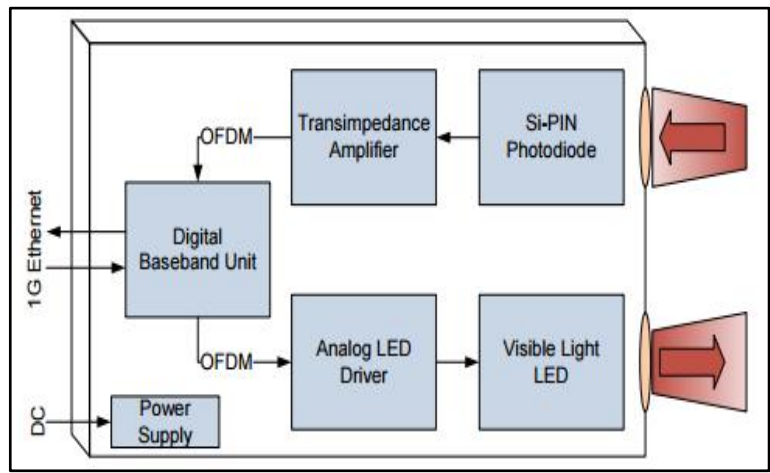 Transimpedance
Amplifier
Si-PIN
Photodiode
OFDM
Digital
Baseband Unit
1G Ethernet
OFDM
Analog LED
Driver
Visible Light
LED
DC
Power
Supply